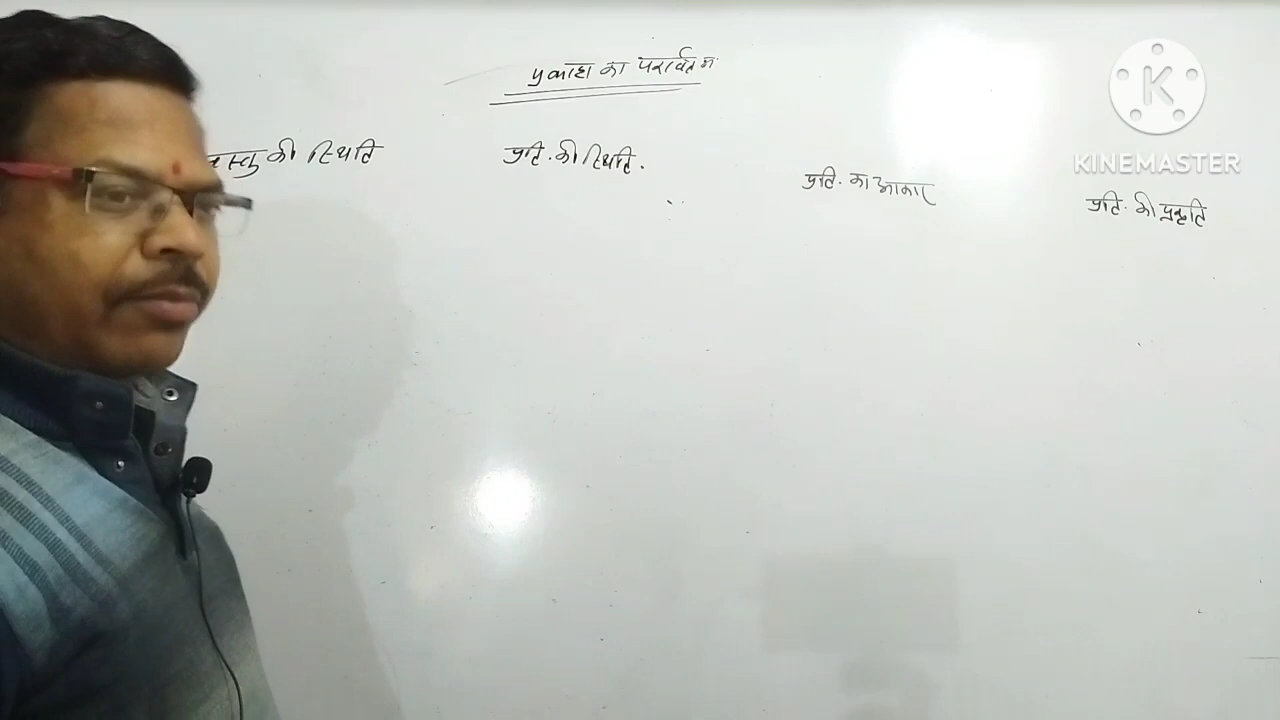 प्रकाश का परावर्तन
वस्तु की स्थिति
प्रति. की स्थिति.
प्रति. का आकार
प्रति. की प्रकृति
K
KINEMASTER